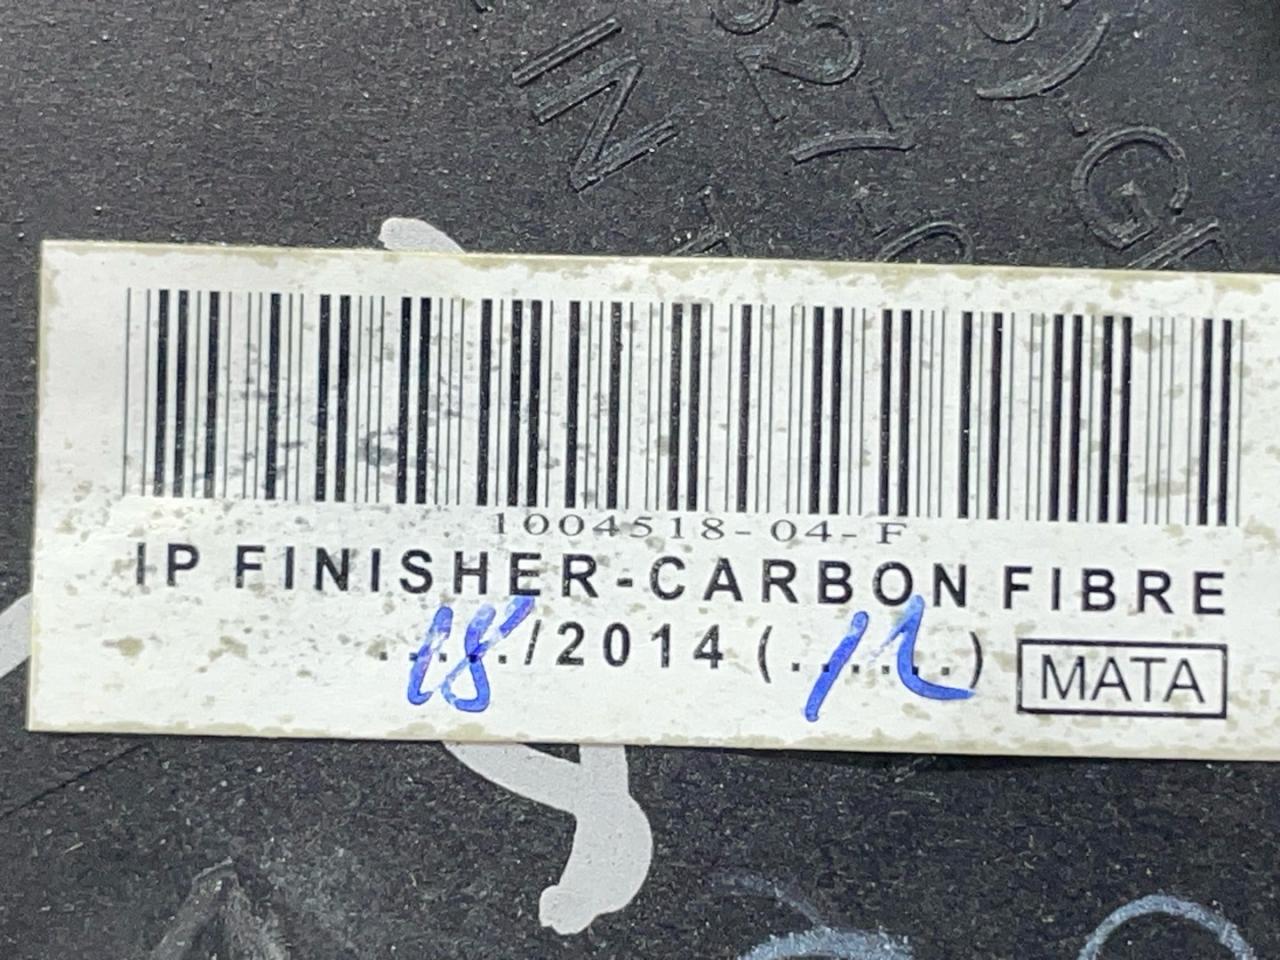 1004518-04-F
IP FINISHER-CARBON FIBRE
..18../2014 (..12...) MATA